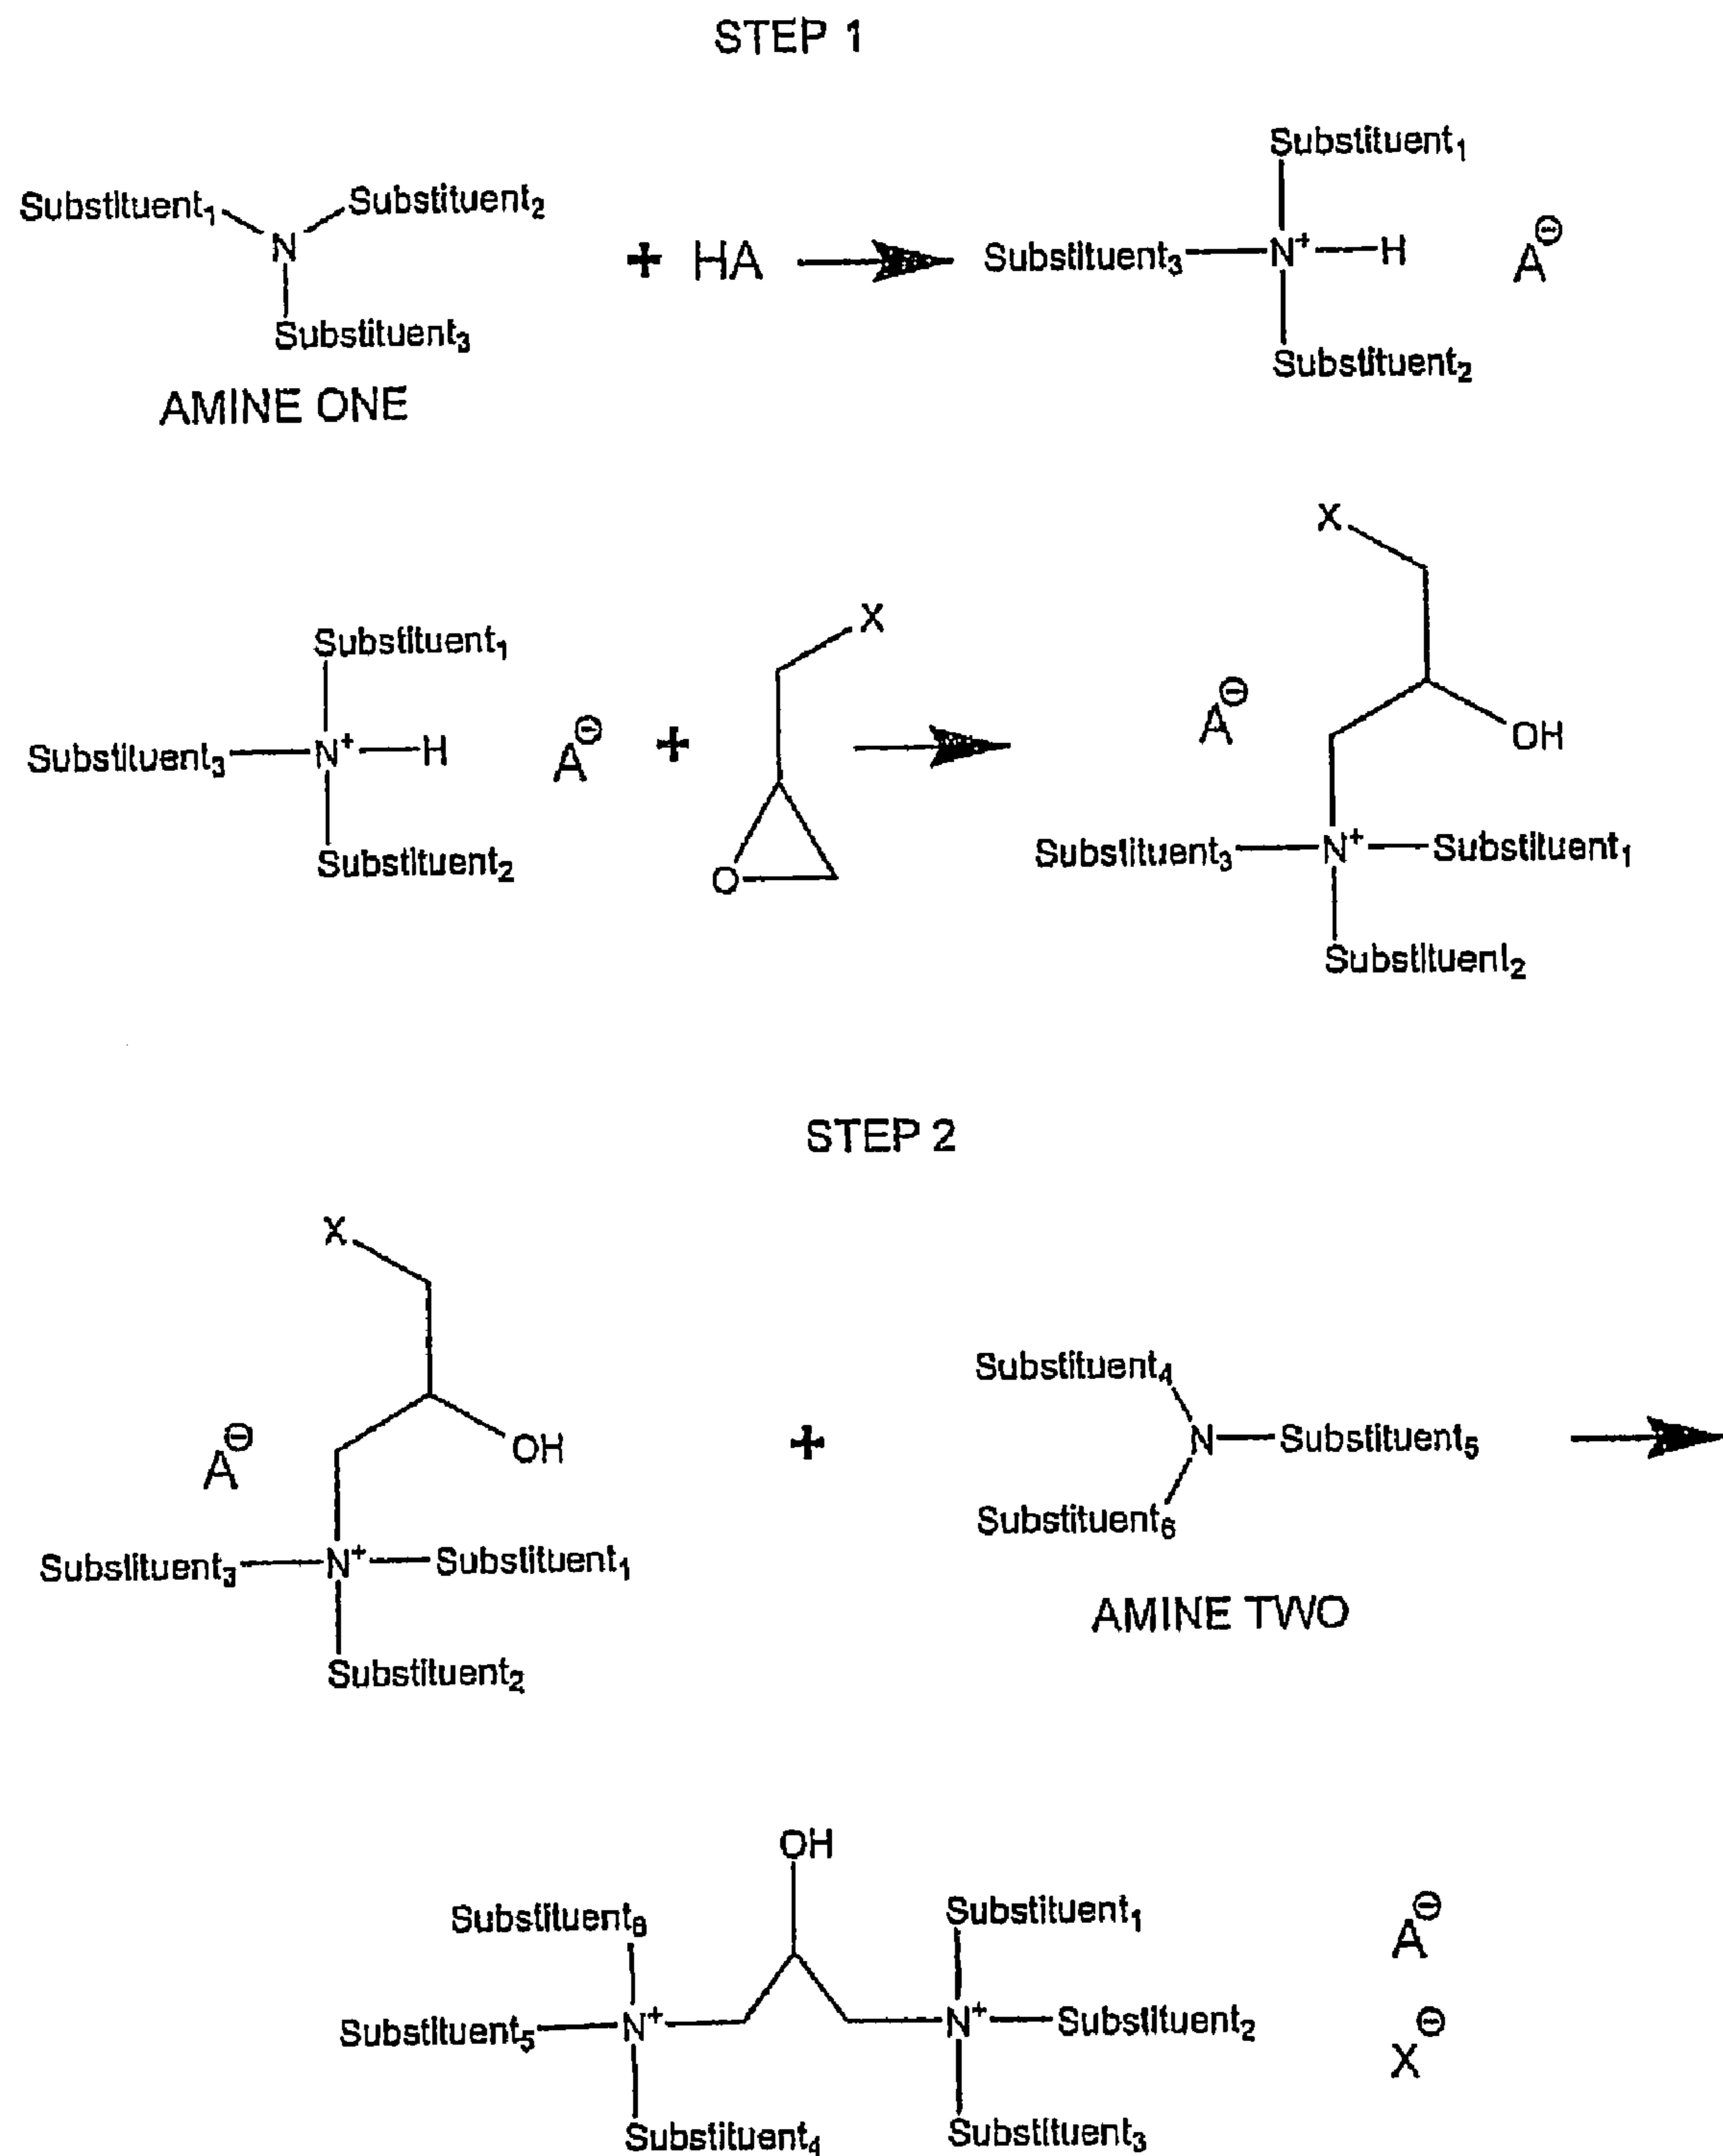 STEP 1
Substituent1 N Substituent2
Substituent3
AMINE ONE
+ HA
Substituent1
Substituent3 N+ H A⊖
Substituent2
Substituent1
Substituent3 N+ H A⊖
Substituent2
+
X
O
X
A⊖
OH
Substituent3 N+ Substituent1
Substituent2
STEP 2
X
A⊖
OH
Substituent3 N+ Substituent1
Substituent2
+
Substituent4
N Substituent5
Substituent6
AMINE TWO
OH
Substituent6
Substituent5 N+
Substituent4
Substituent1
N+ Substituent2
Substituent3
A⊖
X⊖